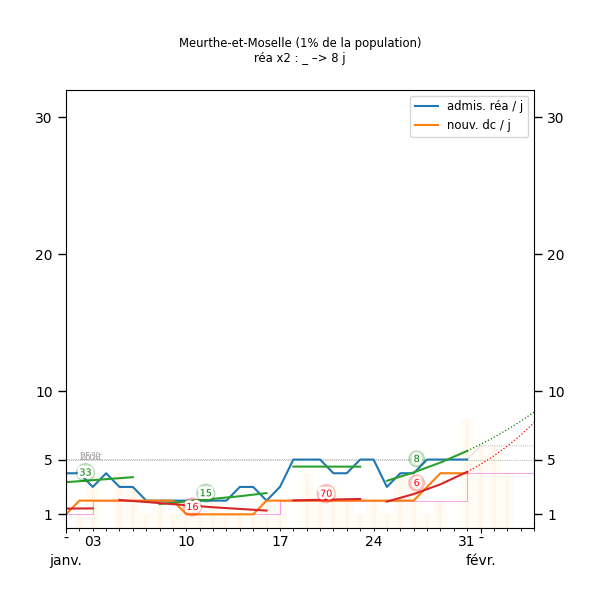 Meurthe-et-Moselle (1% de la population)
réa x2 : _ –> 8 j
admis. réa / j
nouv. dc / j
30 30
20 20
10 10
5 5
1 1
33
15
16
70
8
6
03 10 17 24 31
janv. févr.